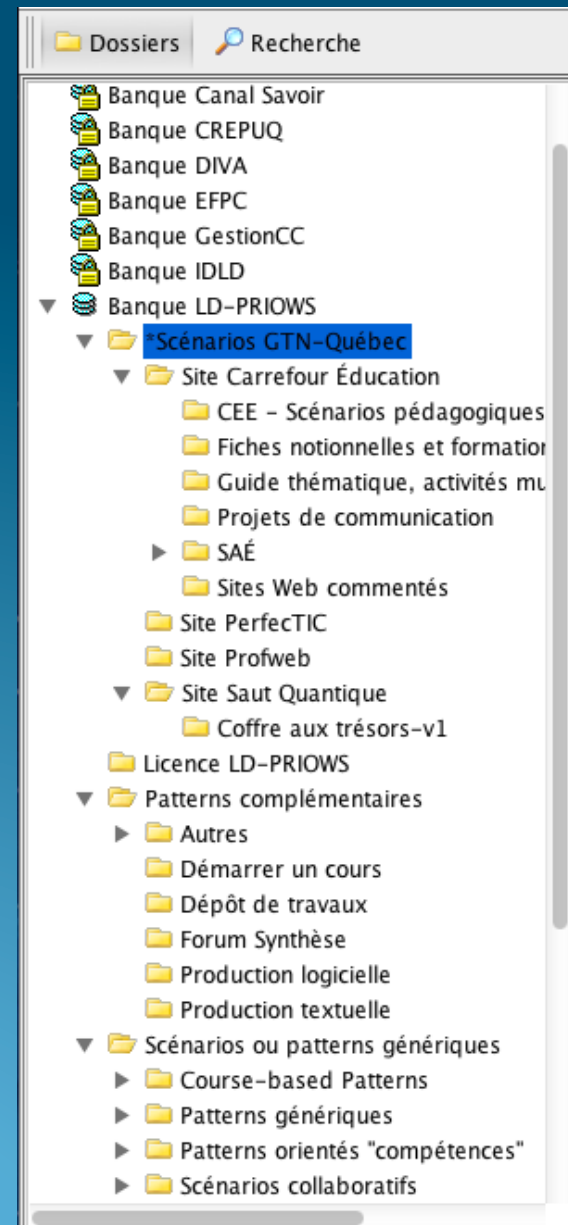 Dossiers Recherche
Banque Canal Savoir
Banque CREPUQ
Banque DIVA
Banque EFPC
Banque GestionCC
Banque IDLD
Banque LD-PRIOWS
*Scénarios GTN-Québec
Site Carrefour Éducation
CEE - Scénarios pédagogiques
Fiches notionnelles et formation
Guide thématique, activités mu
Projets de communication
SAÉ
Sites Web commentés
Site PerfecTIC
Site Profweb
Site Saut Quantique
Coffre aux trésors-v1
Licence LD-PRIOWS
Patterns complémentaires
Autres
Démarrer un cours
Dépôt de travaux
Forum Synthèse
Production logicielle
Production textuelle
Scénarios ou patterns génériques
Course-based Patterns
Patterns génériques
Patterns orientés "compétences"
Scénarios collaboratifs